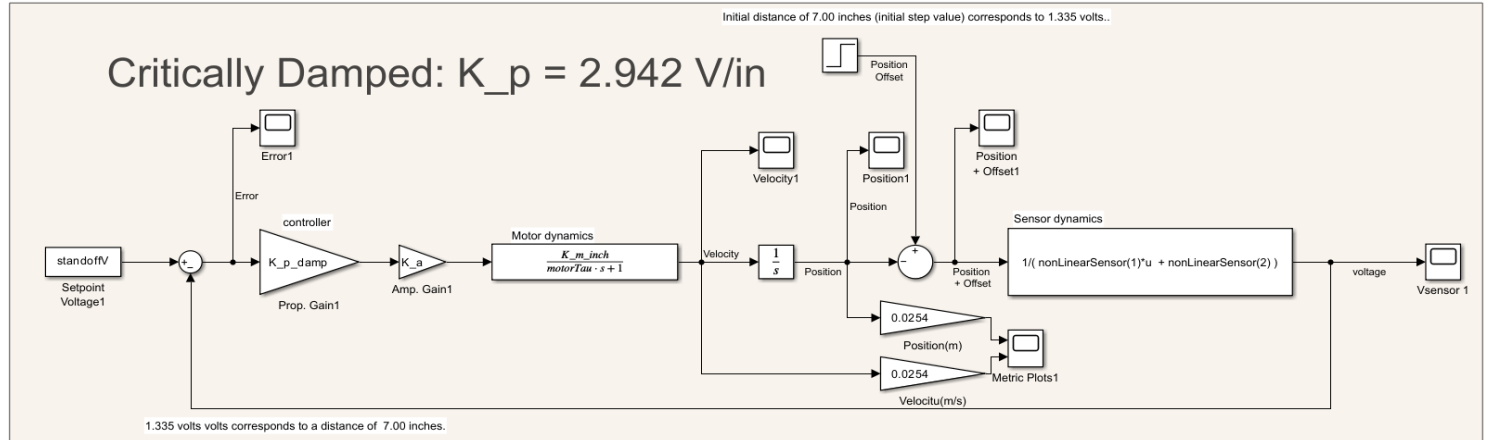 Initial distance of 7.00 inches (initial step value) corresponds to 1.335 volts..
Critically Damped: K_p = 2.942 V/in
Position
Offset
Error1
Velocity1
Position1
Position
+ Offset1
Error
Position
controller
Motor dynamics
Sensor dynamics
standoffV
Setpoint
Voltage1
+
−
K_p_damp
Prop. Gain1
K_a
Amp. Gain1
K_m_inch
motorTau · s + 1
Velocity
1
s
Position
+
−
Position
+ Offset
1/( nonLinearSensor(1)*u + nonLinearSensor(2) )
voltage
Vsensor 1
0.0254
Position(m)
0.0254
Velocitu(m/s)
Metric Plots1
1.335 volts volts corresponds to a distance of 7.00 inches.